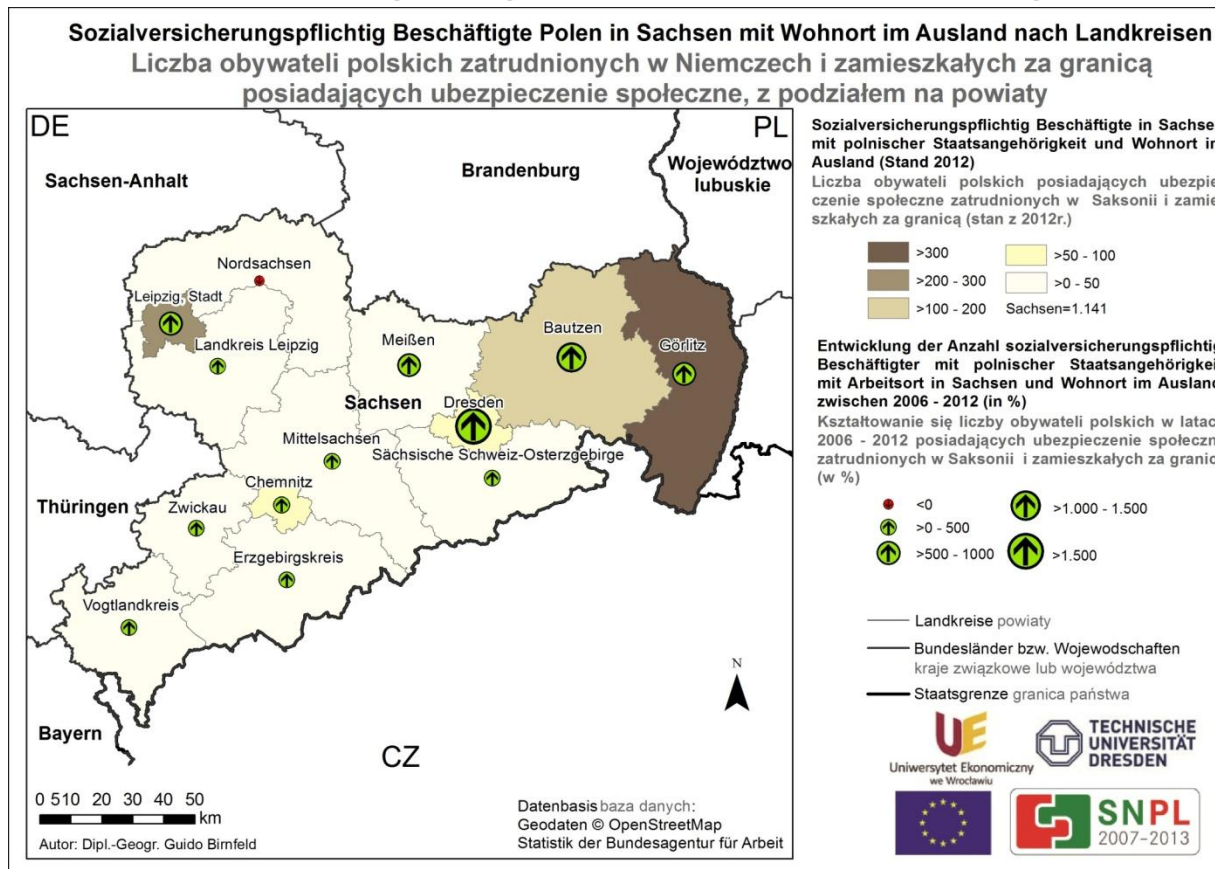 Sozialversicherungspflichtig Beschäftigte Polen in Sachsen mit Wohnort im Ausland nach Landkreisen
Liczba obywateli polskich zatrudnionych w Niemczech i zamieszkałych za granicą
posiadających ubezpieczenie społeczne, z podziałem na powiaty
DE
PL
Sachsen-Anhalt
Brandenburg
Województwo
lubuskie
Nordsachsen
Leipzig, Stadt
Landkreis Leipzig
Meißen
Bautzen
Görlitz
Sachsen
Dresden
Mittelsachsen
Sächsische Schweiz-Osterzgebirge
Chemnitz
Thüringen
Zwickau
Erzgebirgskreis
Vogtlandkreis
Bayern
CZ
N
0 510 20 30 40 50
km
Autor: Dipl.-Geogr. Guido Birnfeld
Datenbasis baza danych:
Geodaten © OpenStreetMap
Statistik der Bundesagentur für Arbeit
Sozialversicherungspflichtig Beschäftigte in Sachse
mit polnischer Staatsangehörigkeit und Wohnort i
Ausland (Stand 2012)
Liczba obywateli polskich posiadających ubezpie
czenie społeczne zatrudnionych w Saksonii i zamie
szkałych za granicą (stan z 2012r.)
>300
>200 - 300
>100 - 200
>50 - 100
>0 - 50
Sachsen=1.141
Entwicklung der Anzahl sozialversicherungspflichtig
Beschäftigter mit polnischer Staatsangehörigkei
mit Arbeitsort in Sachsen und Wohnort im Ausland
zwischen 2006 - 2012 (in %)
Kształtowanie się liczby obywateli polskich w latac
2006 - 2012 posiadających ubezpieczenie społeczn
zatrudnionych w Saksonii i zamieszkałych za granic
(w %)
<0
>0 - 500
>500 - 1000
>1.000 - 1.500
>1.500
Landkreise powiaty
Bundesländer bzw. Wojewodschaften
kraje związkowe lub województwa
Staatsgrenze granica państwa
UE
Uniwersytet Ekonomiczny
we Wrocławiu
TECHNISCHE
UNIVERSITÄT
DRESDEN
SNPL
2007-2013